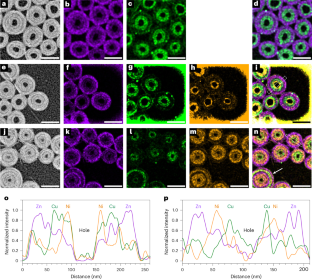 a b c d
e f g h i
j k l m n
o p
Zn Cu Ni Ni Cu Zn
Zn Cu Ni Cu Zn
Hole
Hole
Normalized intensity
Normalized intensity
1.0
0.8
0.6
0.4
0.2
0
1.0
0.8
0.6
0.4
0.2
0
0 50 100 150 200 250
0 50 100 150 200
Distance (nm)
Distance (nm)